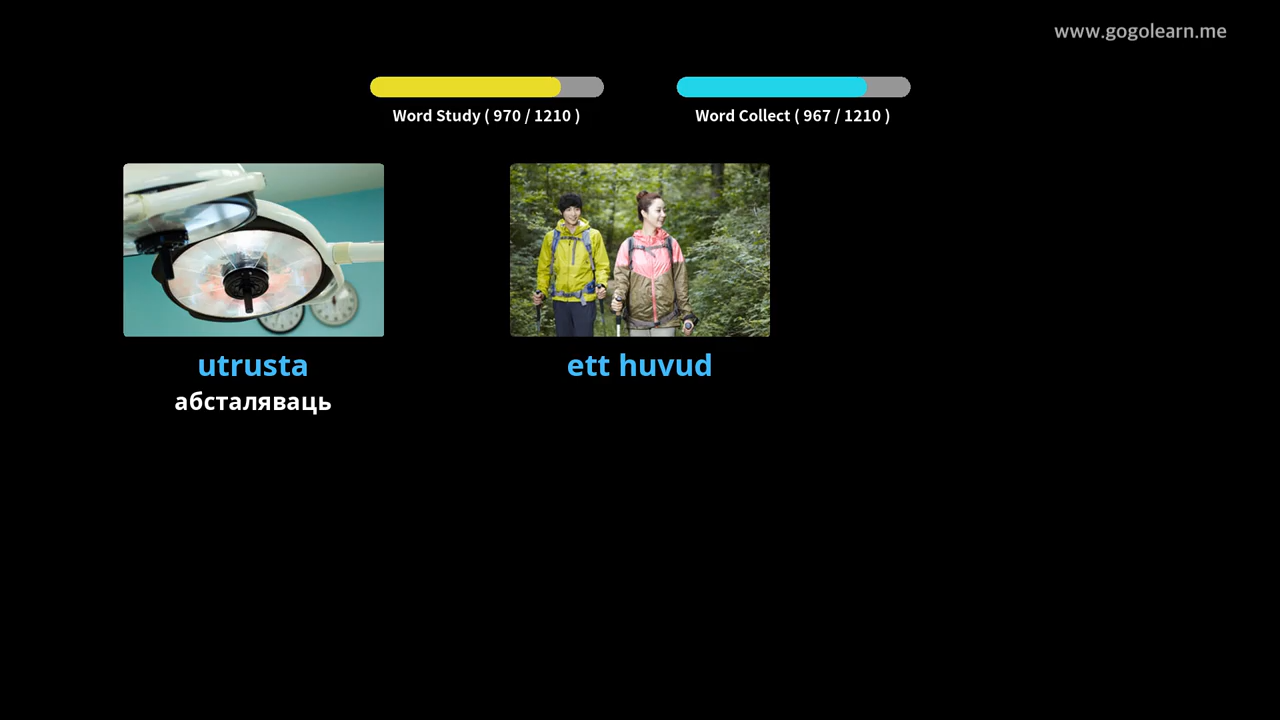 www.gogolearn.me
Word Study ( 970 / 1210 )
Word Collect ( 967 / 1210 )
utrusta
абсталяваць
ett huvud